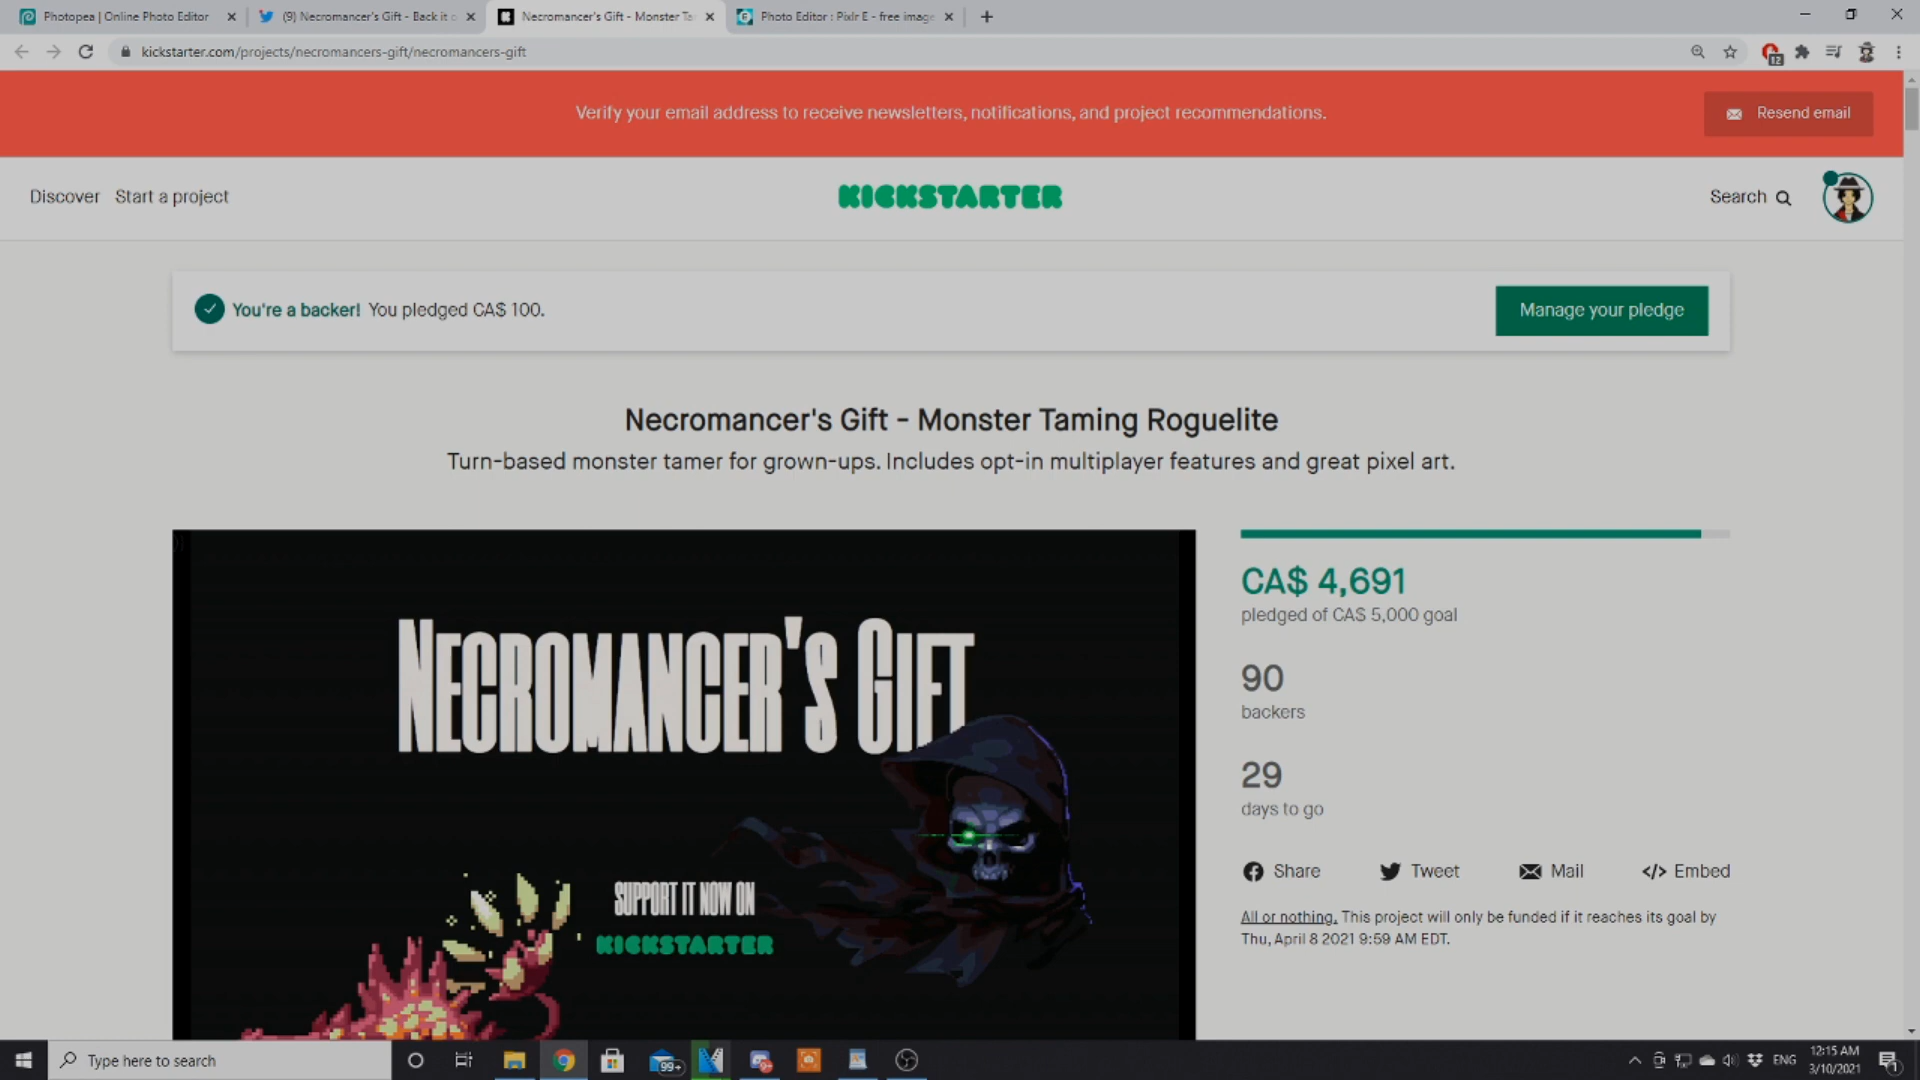 Photopea | Online Photo Editor
(9) Necromancer's Gift - Back it o
Necromancer's Gift - Monster Ta
Photo Editor : Pixlr E - free image
kickstarter.com/projects/necromancers-gift/necromancers-gift
12
Verify your email address to receive newsletters, notifications, and project recommendations.
Resend email
Discover
Start a project
KICKSTARTER
Search
You're a backer! You pledged CA$ 100.
Manage your pledge
Necromancer's Gift - Monster Taming Roguelite
Turn-based monster tamer for grown-ups. Includes opt-in multiplayer features and great pixel art.
NECROMANCER'S GIFT
SUPPORT IT NOW ON
KICKSTARTER
CA$ 4,691
pledged of CA$ 5,000 goal
90
backers
29
days to go
Share
Tweet
Mail
</> Embed
All or nothing. This project will only be funded if it reaches its goal by
Thu, April 8 2021 9:59 AM EDT.
Type here to search
99+
ENG
12:15 AM
3/10/2021
1